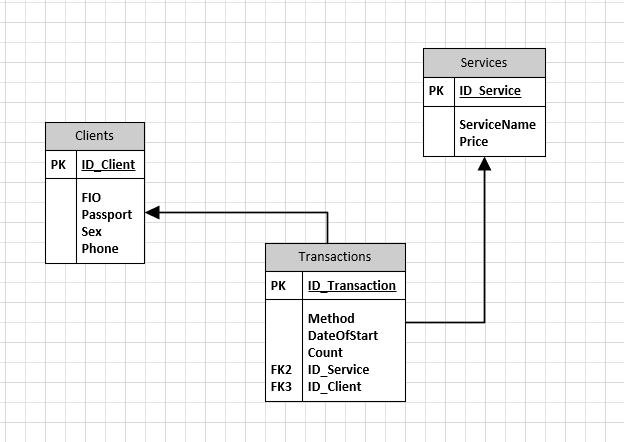 Services
PK ID_Service
ServiceName
Price
Clients
PK ID_Client
FIO
Passport
Sex
Phone
Transactions
PK ID_Transaction
Method
DateOfStart
Count
FK2 ID_Service
FK3 ID_Client